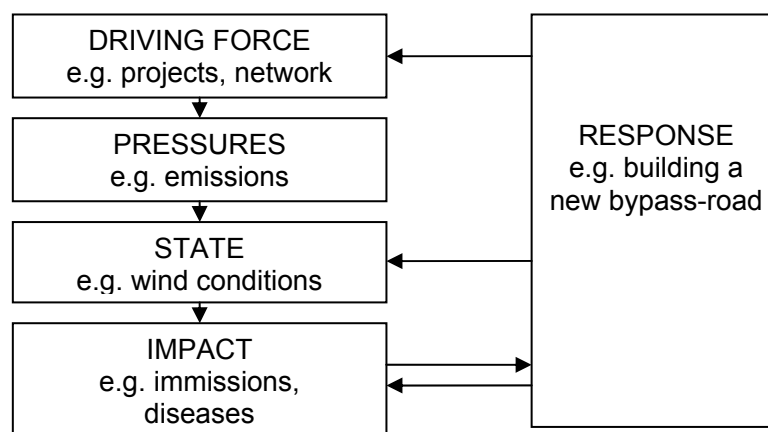 DRIVING FORCE
e.g. projects, network
PRESSURES
e.g. emissions
STATE
e.g. wind conditions
IMPACT
e.g. immissions,
diseases
RESPONSE
e.g. building a
new bypass-road